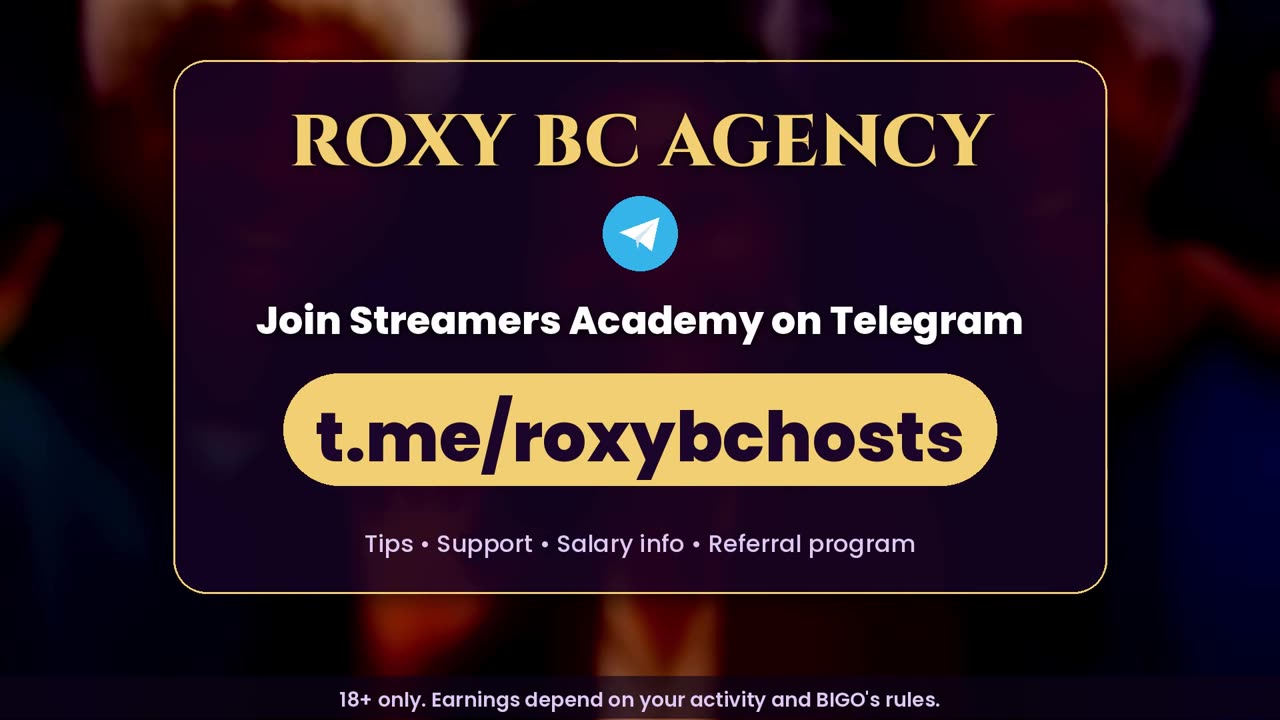 ROXY BC AGENCY
Join Streamers Academy on Telegram
t.me/roxybchosts
Tips • Support • Salary info • Referral program
18+ only. Earnings depend on your activity and BIGO's rules.